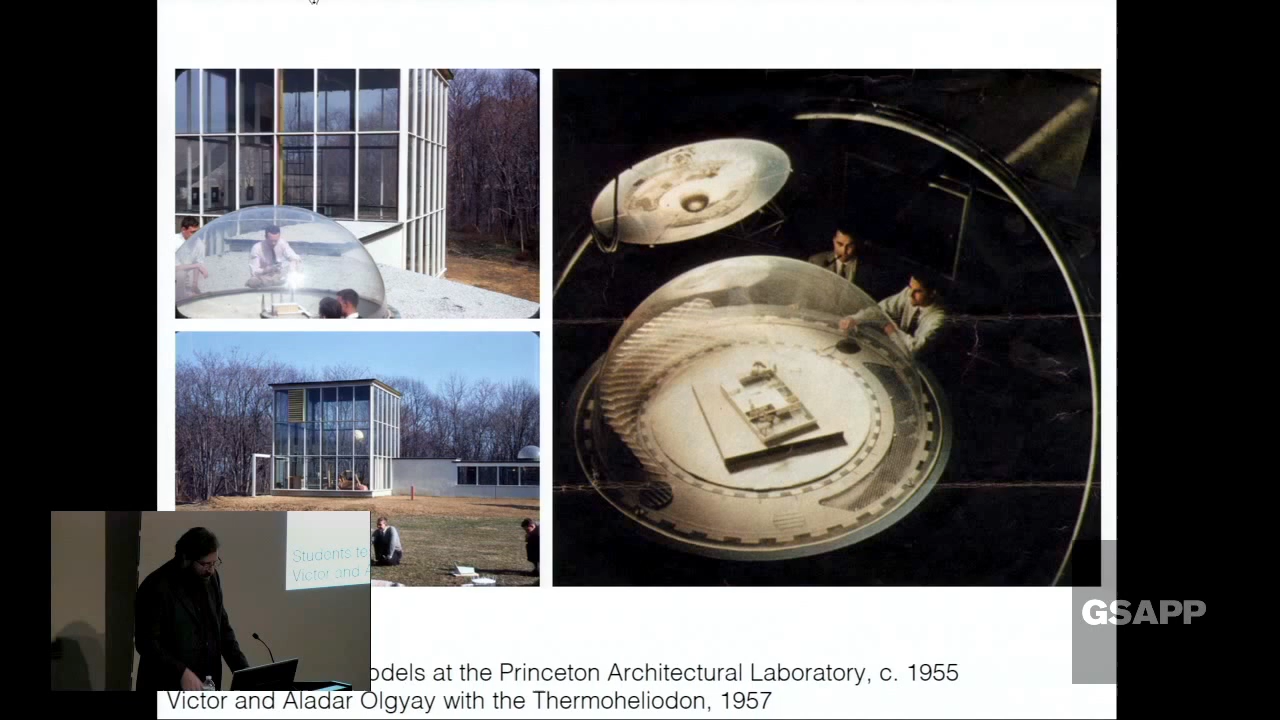 Students te
Victor and A
GSAPP
odels at the Princeton Architectural Laboratory, c. 1955
Victor and Aladar Olgyay with the Thermoheliodon, 1957